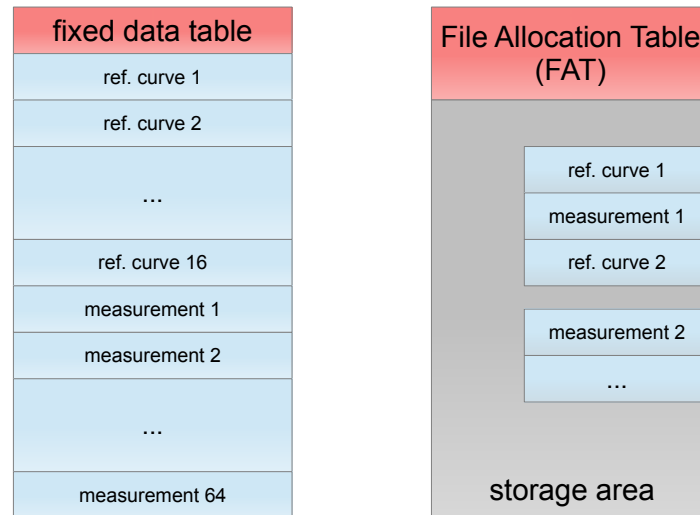 fixed data table
ref. curve 1
ref. curve 2
...
ref. curve 16
measurement 1
measurement 2
...
measurement 64
File Allocation Table
(FAT)
ref. curve 1
measurement 1
ref. curve 2
measurement 2
...
storage area